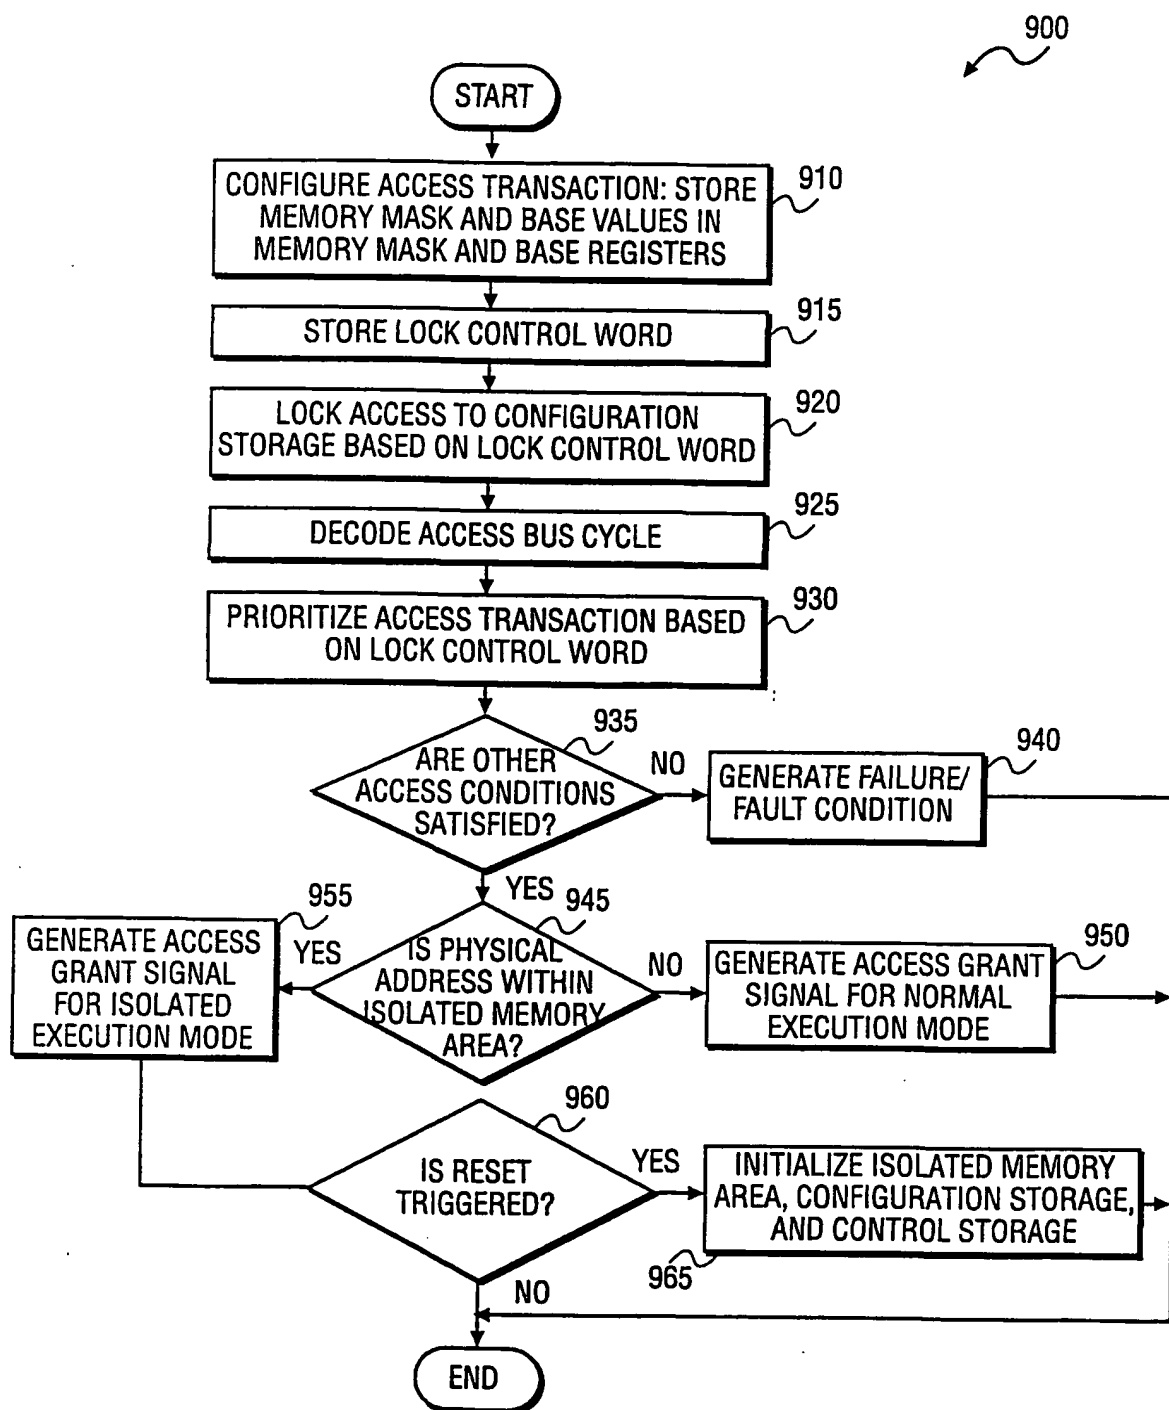 900
START
CONFIGURE ACCESS TRANSACTION: STORE
MEMORY MASK AND BASE VALUES IN
MEMORY MASK AND BASE REGISTERS
910
STORE LOCK CONTROL WORD
915
LOCK ACCESS TO CONFIGURATION
STORAGE BASED ON LOCK CONTROL WORD
920
DECODE ACCESS BUS CYCLE
925
PRIORITIZE ACCESS TRANSACTION BASED
ON LOCK CONTROL WORD
930
ARE OTHER
ACCESS CONDITIONS
SATISFIED?
935
NO
GENERATE FAILURE/
FAULT CONDITION
940
YES
IS PHYSICAL
ADDRESS WITHIN
ISOLATED MEMORY
AREA?
945
NO
GENERATE ACCESS GRANT
SIGNAL FOR NORMAL
EXECUTION MODE
950
YES
GENERATE ACCESS
GRANT SIGNAL
FOR ISOLATED
EXECUTION MODE
955
IS RESET
TRIGGERED?
960
YES
INITIALIZE ISOLATED MEMORY
AREA, CONFIGURATION STORAGE,
AND CONTROL STORAGE
965
NO
END